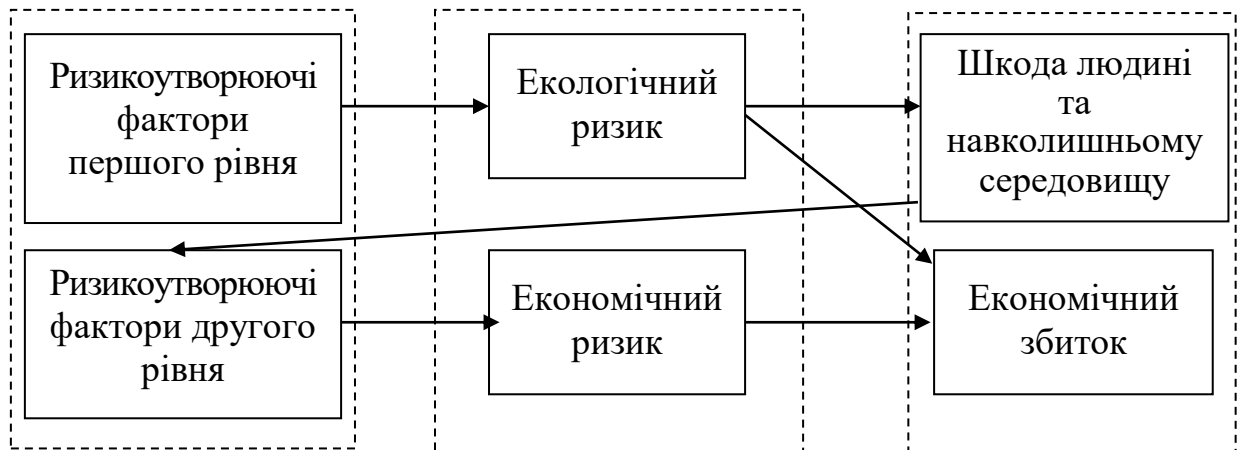 Ризикоутворюючі
фактори
першого рівня
Екологічний
ризик
Шкода людині
та
навколишньому
середовищу
Ризикоутворюючі
фактори другого
рівня
Економічний
ризик
Економічний
збиток